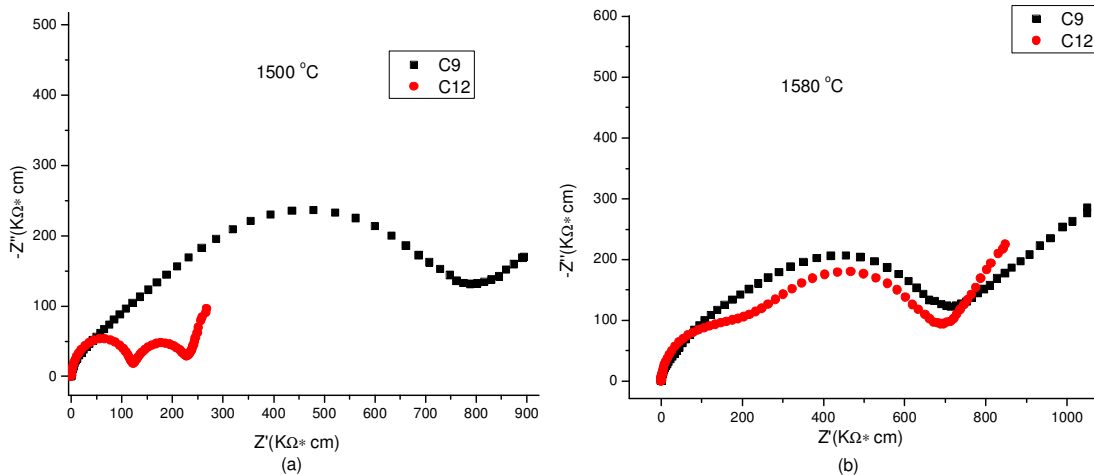 500
400
300
200
100
0
-Z''(KΩ* cm)
1500 °C
C9
C12
0 100 200 300 400 500 600 700 800 900
Z'(KΩ* cm)
(a)
600
500
400
300
200
100
0
-Z''(KΩ* cm)
1580 °C
C9
C12
0 200 400 600 800 1000
Z'(KΩ* cm)
(b)